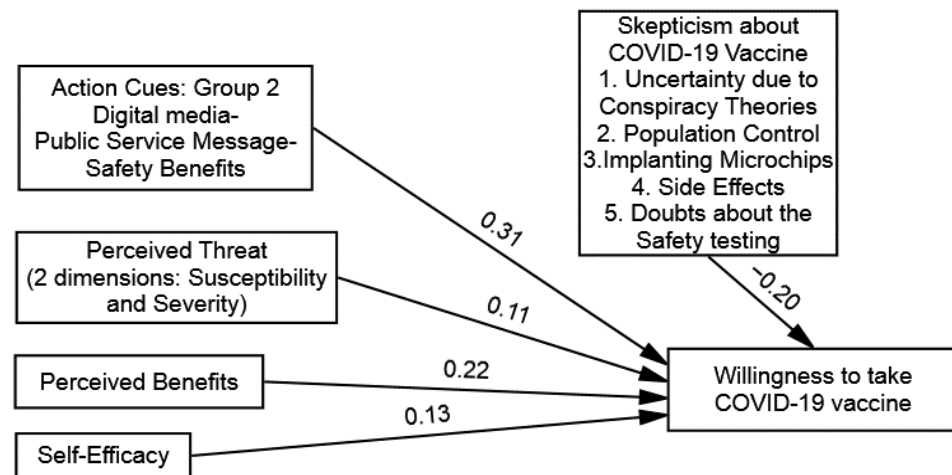 Action Cues: Group 2
Digital media-
Public Service Message-
Safety Benefits
Perceived Threat
(2 dimensions: Susceptibility
and Severity)
Perceived Benefits
Self-Efficacy
0.31
0.11
0.22
0.13
Skepticism about
COVID-19 Vaccine
1. Uncertainty due to
Conspiracy Theories
2. Population Control
3.Implanting Microchips
4. Side Effects
5. Doubts about the
Safety testing
−0.20
Willingness to take
COVID-19 vaccine